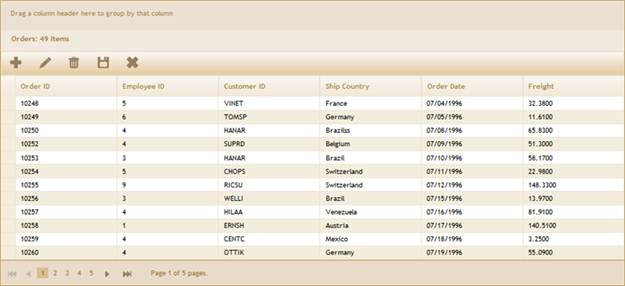 Drag a column header here to group by that column
Orders: 49 Items
Order ID Employee ID Customer ID Ship Country Order Date Freight
10248 5 VINET France 07/04/1996 32.3800
10249 6 TOMSP Germany 07/05/1996 11.6100
10250 4 HANAR Brazilss 07/08/1996 65.8300
10252 4 SUPRD Belgium 07/09/1996 51.3000
10253 3 HANAR Brazil 07/10/1996 58.1700
10254 5 CHOPS Switzerland 07/11/1996 22.9800
10255 9 RICSU Switzerland 07/12/1996 148.3300
10256 3 WELLI Brazil 07/15/1996 13.9700
10257 4 HILAA Venezuela 07/16/1996 81.9100
10258 1 ERNSH Austria 07/17/1996 140.5100
10259 4 CENTC Mexico 07/18/1996 3.2500
10260 4 OTTIK Germany 07/19/1996 55.0900
1 2 3 4 5 Page 1 of 5 pages.